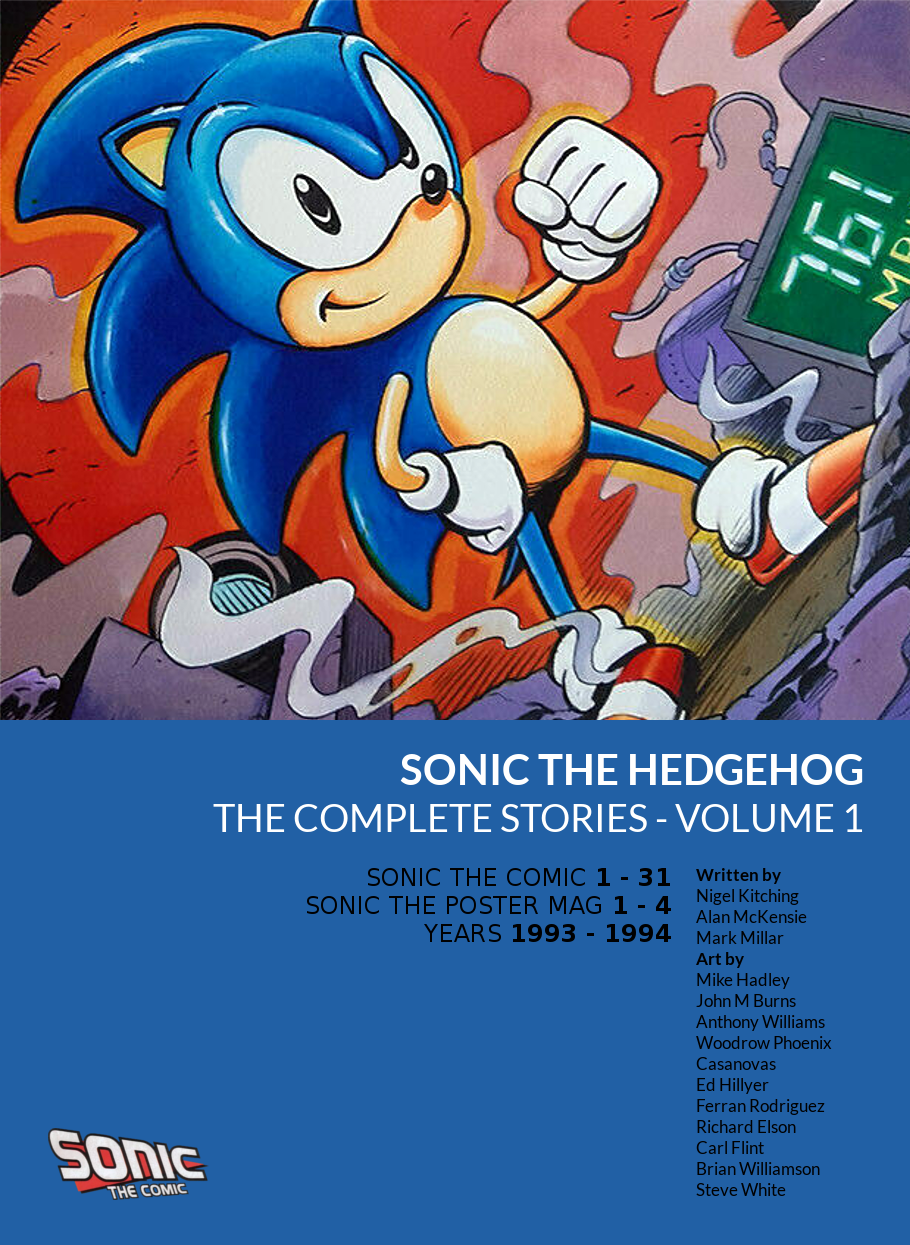 761
SONIC THE HEDGEHOG
THE COMPLETE STORIES - VOLUME 1
SONIC THE COMIC 1 - 31
SONIC THE POSTER MAG 1 - 4
YEARS 1993 - 1994
Written by
Nigel Kitching
Alan McKensie
Mark Millar
Art by
Mike Hadley
John M Burns
Anthony Williams
Woodrow Phoenix
Casanovas
Ed Hillyer
Ferran Rodriguez
Richard Elson
Carl Flint
Brian Williamson
Steve White
SONIC
THE COMIC